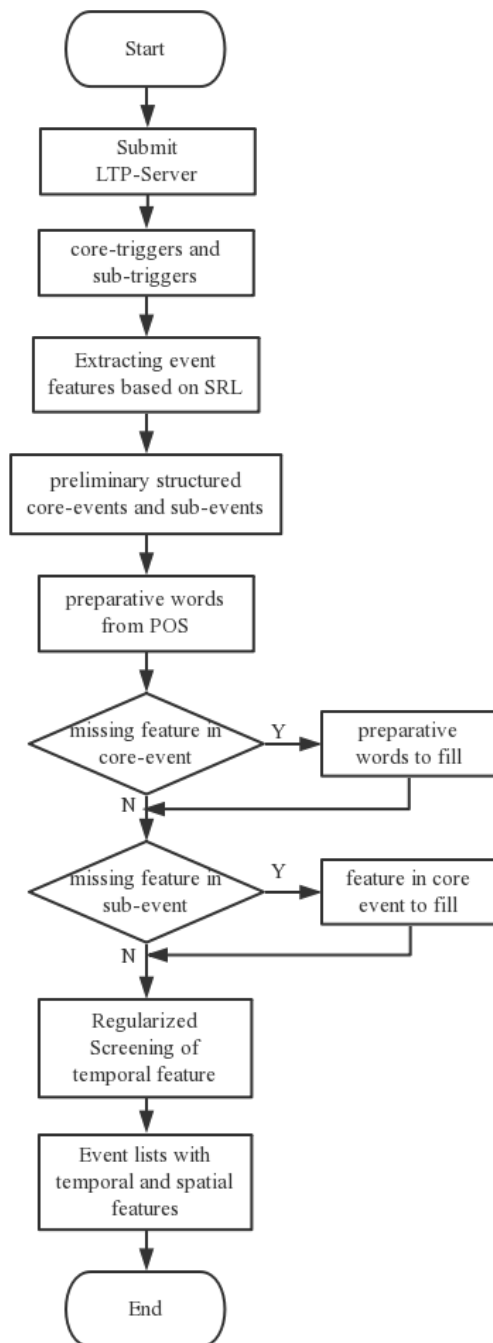 Start
Submit
LTP-Server
core-triggers and
sub-triggers
Extracting event
features based on SRL
preliminary structured
core-events and sub-events
preparative words
from POS
missing feature in
core-event
Y
preparative
words to fill
N
missing feature in
sub-event
Y
feature in core
event to fill
N
Regularized
Screening of
temporal feature
Event lists with
temporal and spatial
features
End